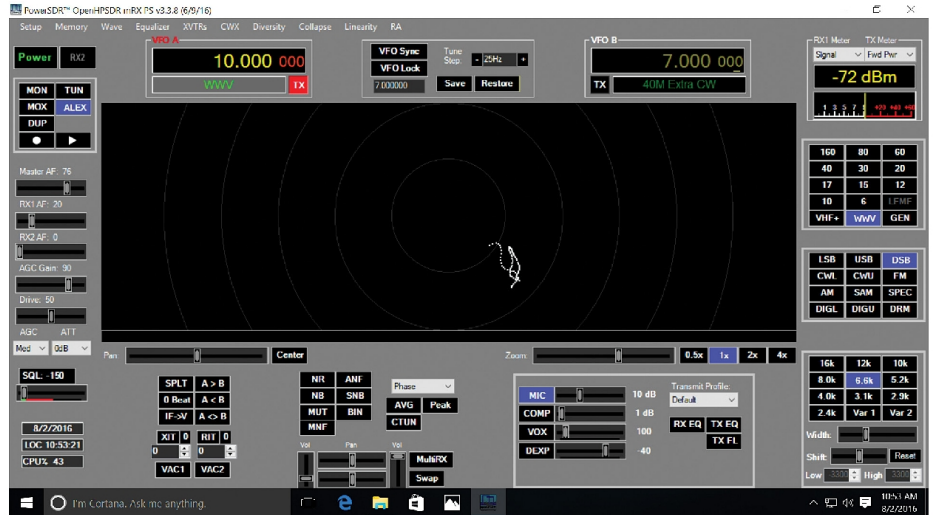 PowerSDR™ OpenHPSDR mRX PS v3.3.8 (6/9/16)
Setup Memory Wave Equalizer XVTRs CWX Diversity Collapse Linearity RA
Power RX2
VFO A
10.000 000
WWV TX
VFO Sync
VFO Lock
7.000000
Tune
Step: - 25Hz +
Save Restore
VFO B
7.000 000
TX 40M Extra CW
RX1 Meter TX Meter
Signal Fwd Pwr
-72 dBm
MON TUN
MOX ALEX
DUP
Master AF: 76
RX1 AF: 20
RX2 AF: 0
AGC Gain: 90
Drive: 50
AGC ATT
Med 0dB
SQL: -150
8/2/2016
LOC 10:53:21
CPU% 43
Pan Center
Zoom: 0.5x 1x 2x 4x
SPLT A > B
0 Beat A < B
IF->V A <> B
XIT 0 RIT 0
0 0
VAC1 VAC2
NR ANF
NB SNB
MUT BIN
MNF
Phase
AVG Peak
CTUN
Vol Pan Vol
MultiRX
Swap
MIC 10 dB
COMP 1 dB
VOX 100
DEXP -40
Transmit Profile:
Default
RX EQ TX EQ
TX FL
160 80 60
40 30 20
17 15 12
10 6 LFMF
VHF+ WWV GEN
LSB USB DSB
CWL CWU FM
AM SAM SPEC
DIGL DIGU DRM
16k 12k 10k
8.0k 6.6k 5.2k
4.0k 3.1k 2.9k
2.4k Var 1 Var 2
Width:
Shift: Reset
Low -3300 High 3300
I'm Cortana. Ask me anything.
10:53 AM
8/2/2016